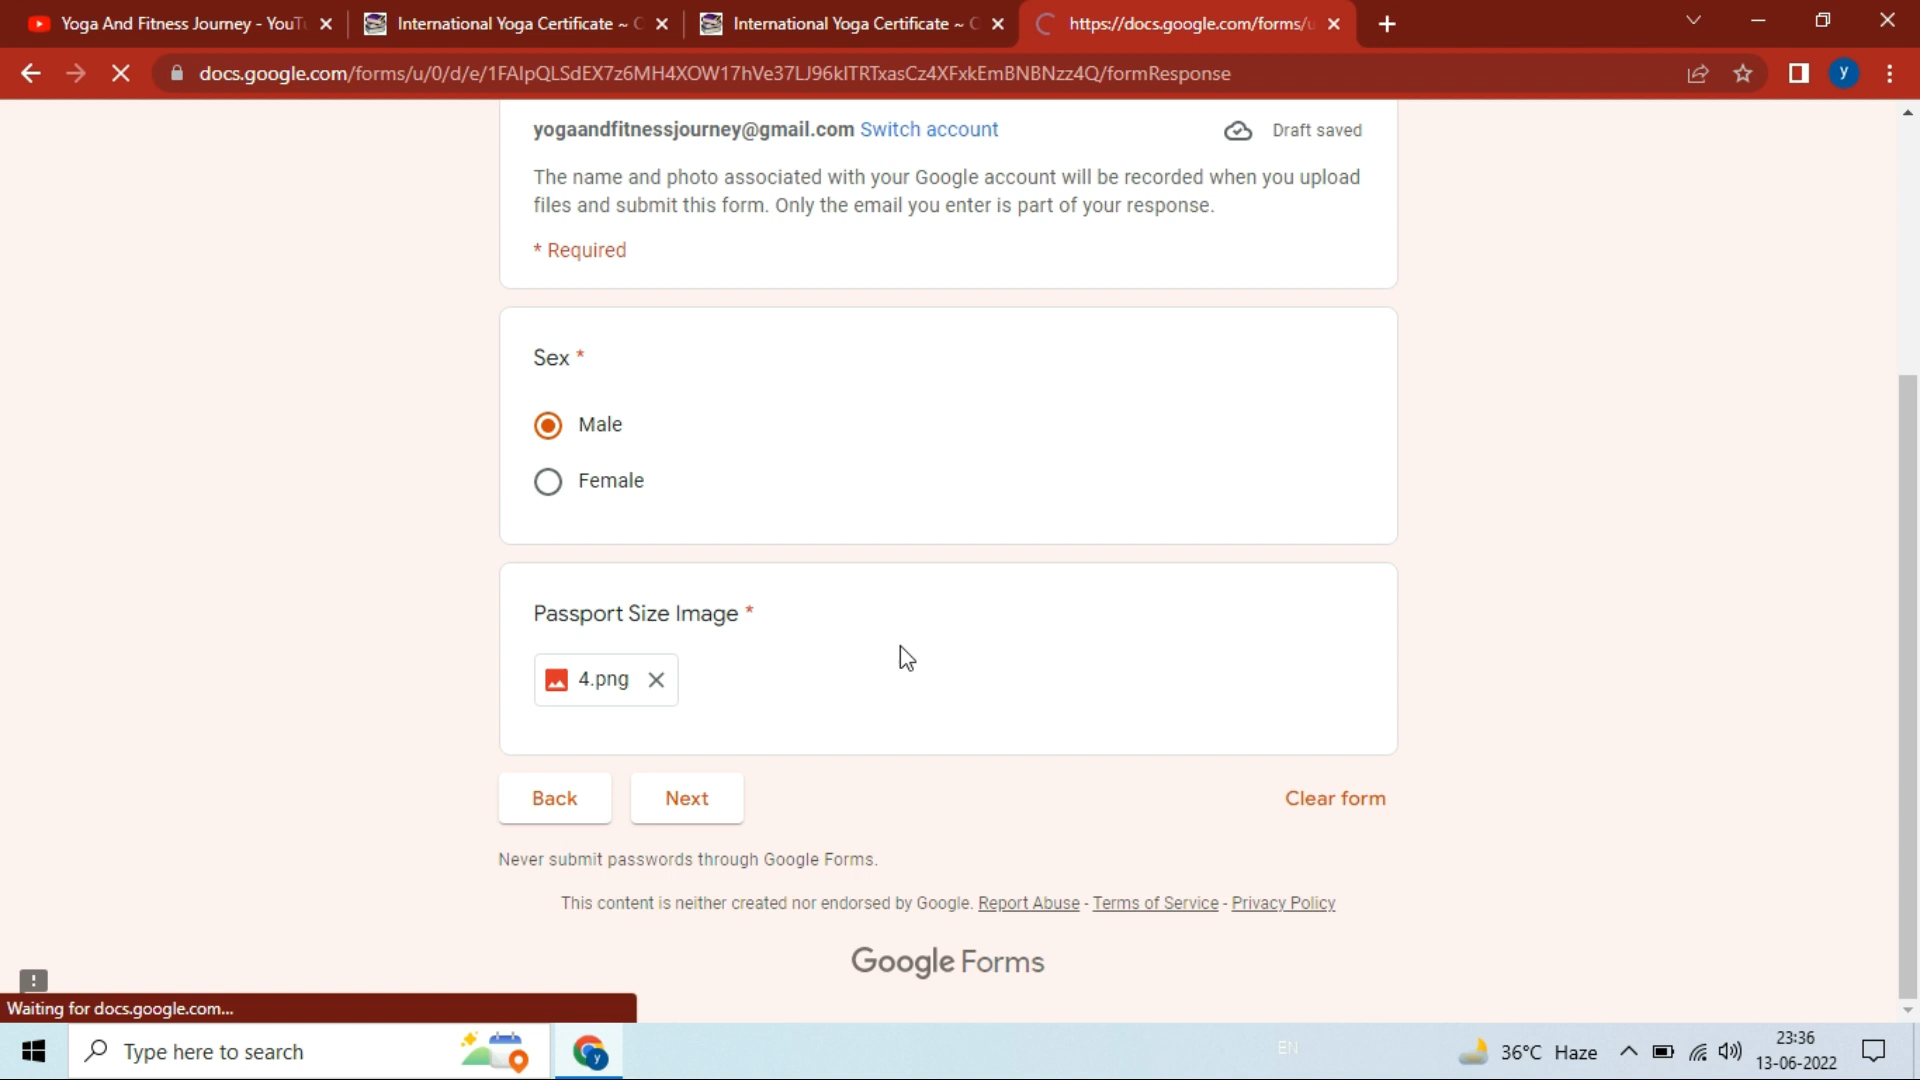 Yoga And Fitness Journey - YouT
International Yoga Certificate ~ C
International Yoga Certificate ~ C
https://docs.google.com/forms/u
docs.google.com/forms/u/0/d/e/1FAIpQLSdEX7z6MH4XOW17hVe37LJ96kITRTxasCz4XFxkEmBNBNzz4Q/formResponse
y
yogaandfitnessjourney@gmail.com Switch account
Draft saved
The name and photo associated with your Google account will be recorded when you upload
files and submit this form. Only the email you enter is part of your response.
* Required
Sex *
Male
Female
Passport Size Image *
4.png
Back
Next
Clear form
Never submit passwords through Google Forms.
This content is neither created nor endorsed by Google. Report Abuse - Terms of Service - Privacy Policy
Google Forms
Waiting for docs.google.com...
Type here to search
y
EN
36°C Haze
23:36
13-06-2022